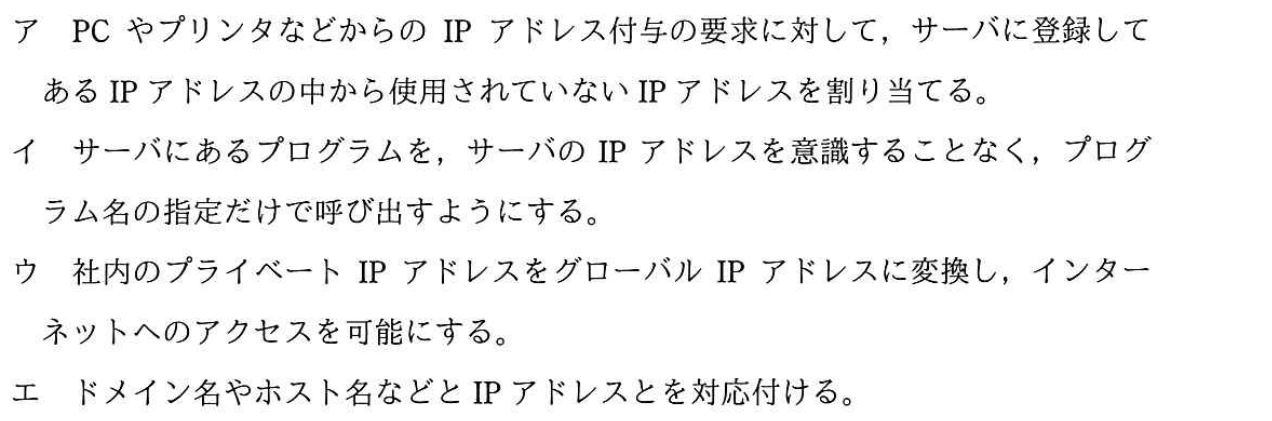 ア　PC やプリンタなどからの IP アドレス付与の要求に対して，サーバに登録して
ある IP アドレスの中から使用されていない IP アドレスを割り当てる。
イ　サーバにあるプログラムを，サーバの IP アドレスを意識することなく，プログ
ラム名の指定だけで呼び出すようにする。
ウ　社内のプライベート IP アドレスをグローバル IP アドレスに変換し，インター
ネットへのアクセスを可能にする。
エ　ドメイン名やホスト名などと IP アドレスとを対応付ける。